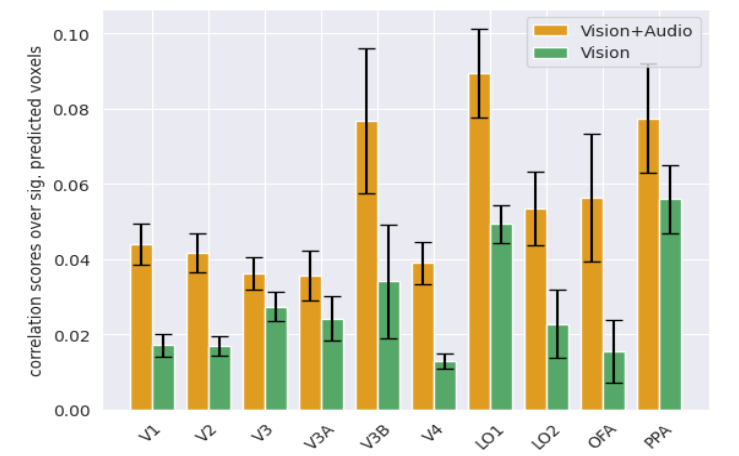 correlation scores over sig. predicted voxels
0.10
0.08
0.06
0.04
0.02
0.00
Vision+Audio
Vision
V1
V2
V3
V3A
V3B
V4
LO1
LO2
OFA
PPA